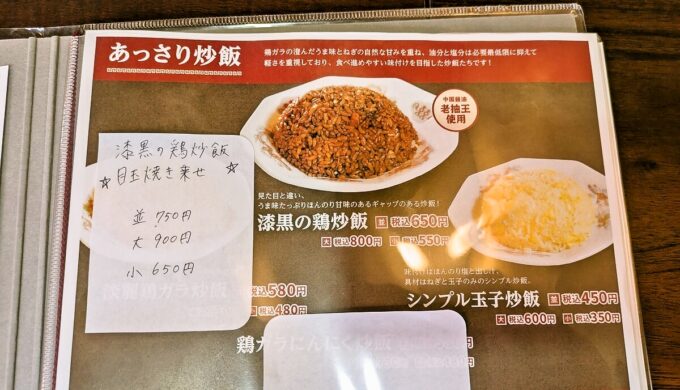 あっさり炒飯
鶏ガラの澄んだうま味とねぎの自然な甘みを重ね、油分と塩分は必要最低限に抑えて
軽さを重視しており、食べ進めやすい味付けを目指した炒飯たちです!
中国醤油
老抽王
使用
漆黒の鶏炒飯
☆目玉焼き乗せ☆
並 750円
大 900円
小 650円
見た目と違い、
うま味たっぷりほんのり甘味のあるギャップのある炒飯!
漆黒の鶏炒飯 並 税込650円
大 税込800円 小 税込550円
味付けはほんのり塩と出汁け、
具材はねぎと玉子のみのシンプル炒飯。
シンプル玉子炒飯 並 税込450円
大 税込600円 小 税込350円
淡麗鶏ガラ炒飯 税込580円
税込480円
鶏ガラにんにく炒飯